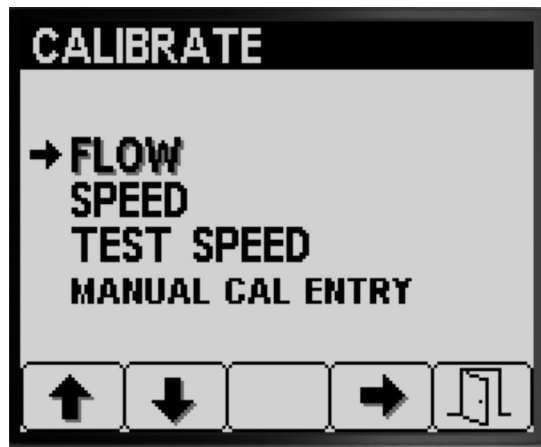 CALIBRATE
FLOW
SPEED
TEST SPEED
MANUAL CAL ENTRY